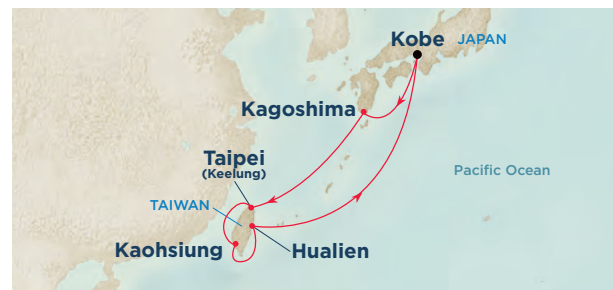 Kobe JAPAN
Kagoshima
Taipei
(Keelung)
Pacific Ocean
TAIWAN
Kaohsiung
Hualien